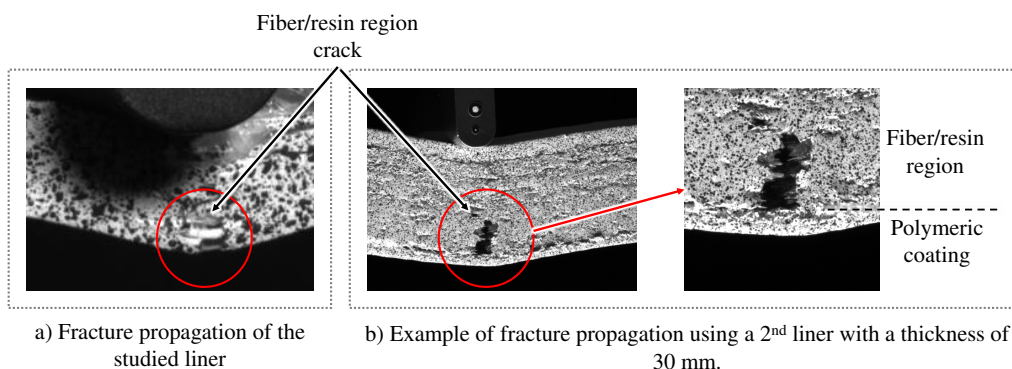 Fiber/resin region
crack
Fiber/resin
region
Polymeric
coating
a) Fracture propagation of the
studied liner
b) Example of fracture propagation using a 2nd liner with a thickness of
30 mm.